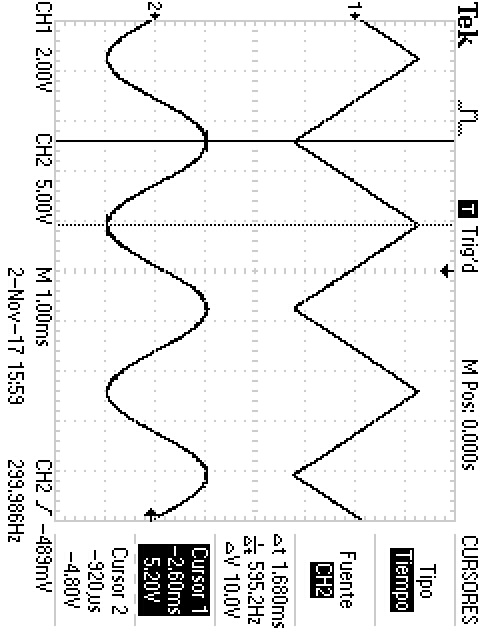 Tek T Trig'd M Pos: 0.000s CURSORES
Tipo
Tiempo
1
Fuente
CH2
△t 1.680ms
1/△t 595.2Hz
△V 10.0V
Cursor 1
-2.60ms
5.20V
2
Cursor 2
-920µs
-4.80V
CH1 2.00V CH2 5.00V M 1.00ms CH2 -489mV
2-Nov-17 15:59 299.986Hz